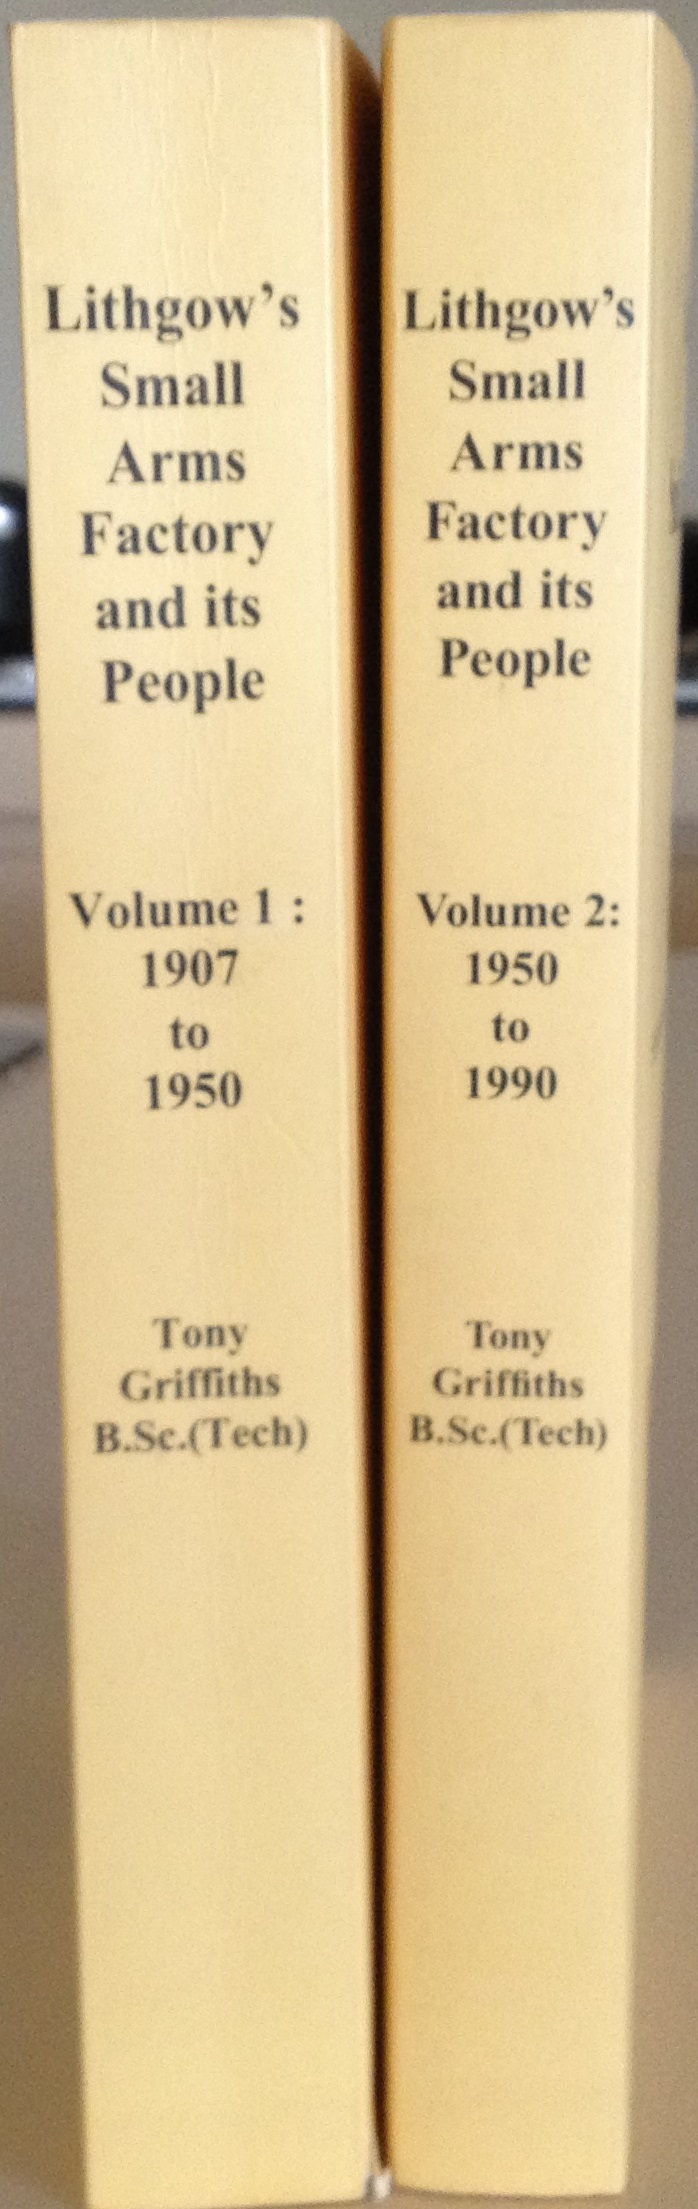 Lithgow's
Small
Arms
Factory
and its
People
Volume 1 :
1907
to
1950
Tony
Griffiths
B.Sc.(Tech)
Lithgow's
Small
Arms
Factory
and its
People
Volume 2:
1950
to
1990
Tony
Griffiths
B.Sc.(Tech)